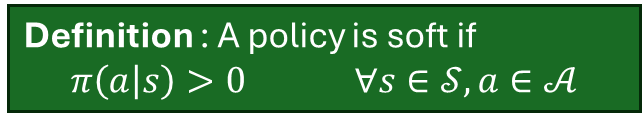 Definition : A policy is soft if
π(a|s) > 0 ∀s ∈ 𝒮, a ∈ 𝒜